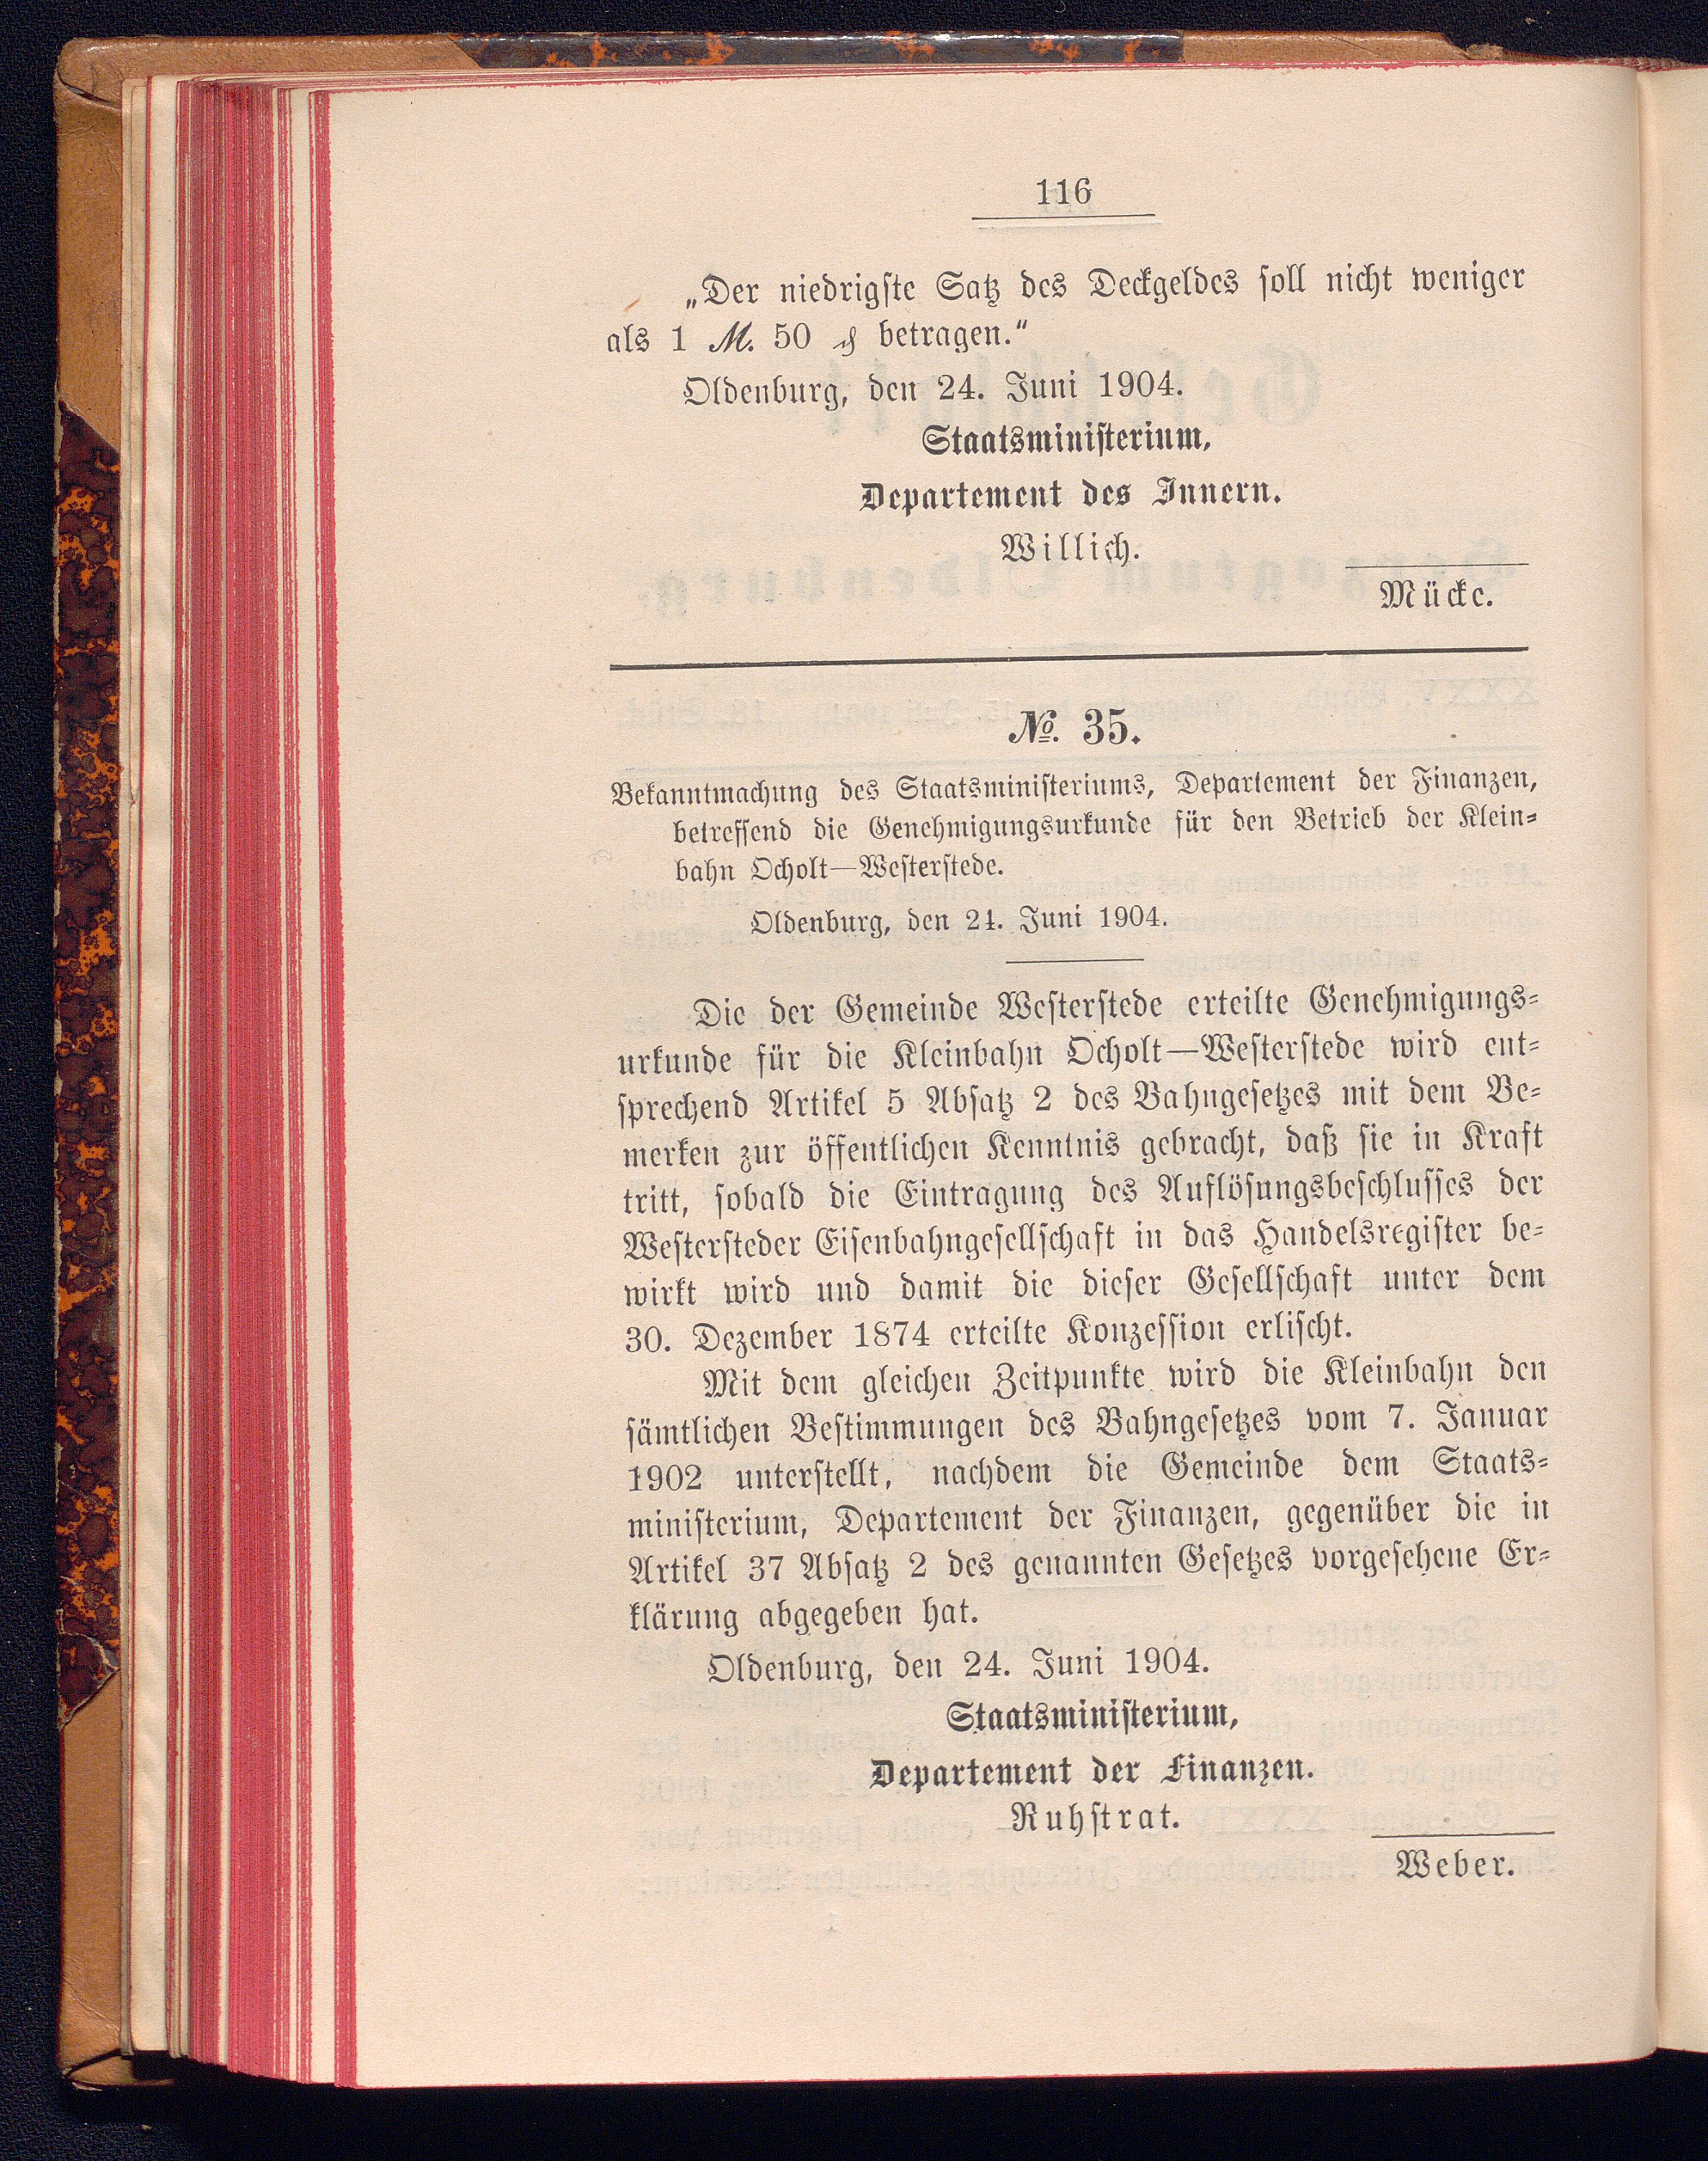 116
„Der niedrigste Satz des Deckgeldes soll nicht weniger
als 1 M. 50 ₰ betragen.“
Oldenburg, den 24. Juni 1904.
Staatsministerium,
Departement des Innern.
Willich.
Mücke.
№. 35.
Bekanntmachung des Staatsministeriums, Departement der Finanzen,
betreffend die Genehmigungsurkunde für den Betrieb der Klein-
bahn Ocholt—Westerstede.
Oldenburg, den 24. Juni 1904.
Die der Gemeinde Westerstede erteilte Genehmigungs-
urkunde für die Kleinbahn Ocholt—Westerstede wird ent-
sprechend Artikel 5 Absatz 2 des Bahngesetzes mit dem Be-
merken zur öffentlichen Kenntnis gebracht, daß sie in Kraft
tritt, sobald die Eintragung des Auflösungsbeschlusses der
Westersteder Eisenbahngesellschaft in das Handelsregister be-
wirkt wird und damit die dieser Gesellschaft unter dem
30. Dezember 1874 erteilte Konzession erlischt.
Mit dem gleichen Zeitpunkte wird die Kleinbahn den
sämtlichen Bestimmungen des Bahngesetzes vom 7. Januar
1902 unterstellt, nachdem die Gemeinde dem Staats-
ministerium, Departement der Finanzen, gegenüber die in
Artikel 37 Absatz 2 des genannten Gesetzes vorgesehene Er-
klärung abgegeben hat.
Oldenburg, den 24. Juni 1904.
Staatsministerium,
Departement der Finanzen.
Ruhstrat.
Weber.